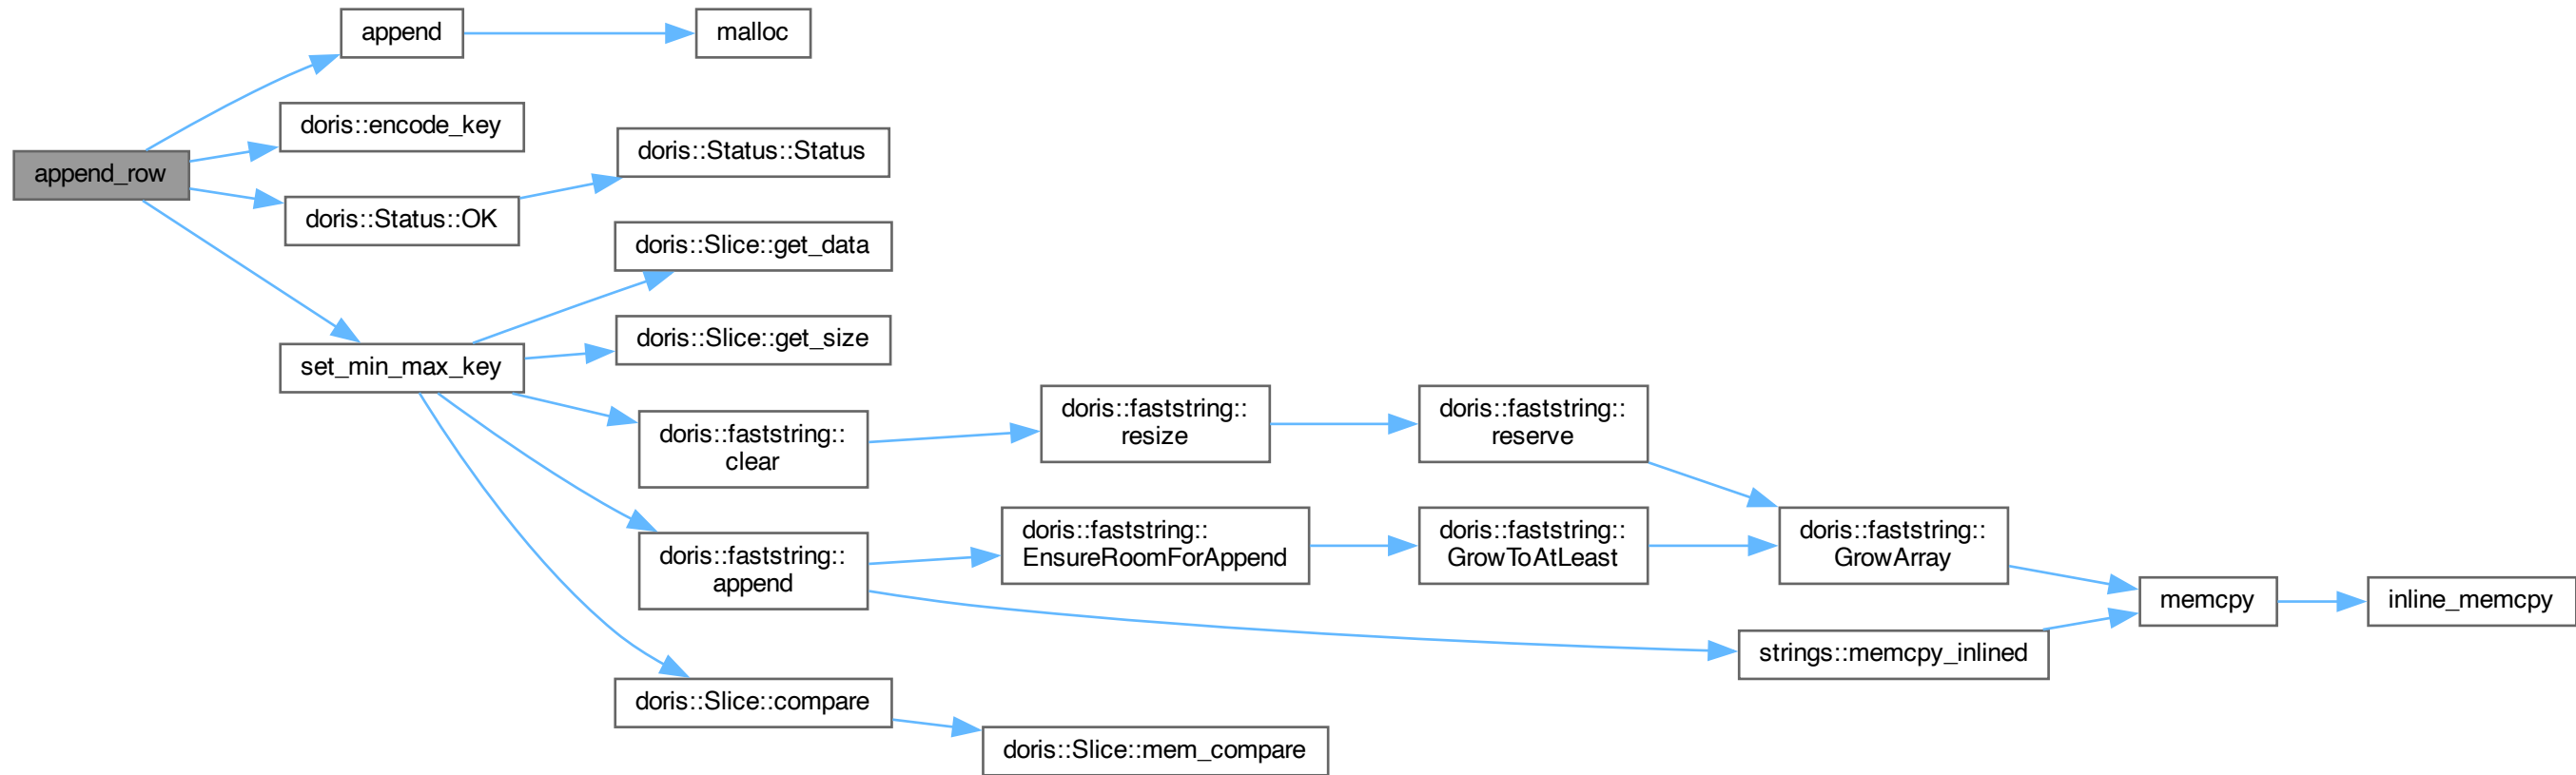 append
malloc
doris::encode_key
append_row
doris::Status::Status
doris::Status::OK
doris::Slice::get_data
doris::Slice::get_size
set_min_max_key
doris::faststring::
clear
doris::faststring::
resize
doris::faststring::
reserve
doris::faststring::
append
doris::faststring::
EnsureRoomForAppend
doris::faststring::
GrowToAtLeast
doris::faststring::
GrowArray
memcpy
inline_memcpy
strings::memcpy_inlined
doris::Slice::compare
doris::Slice::mem_compare